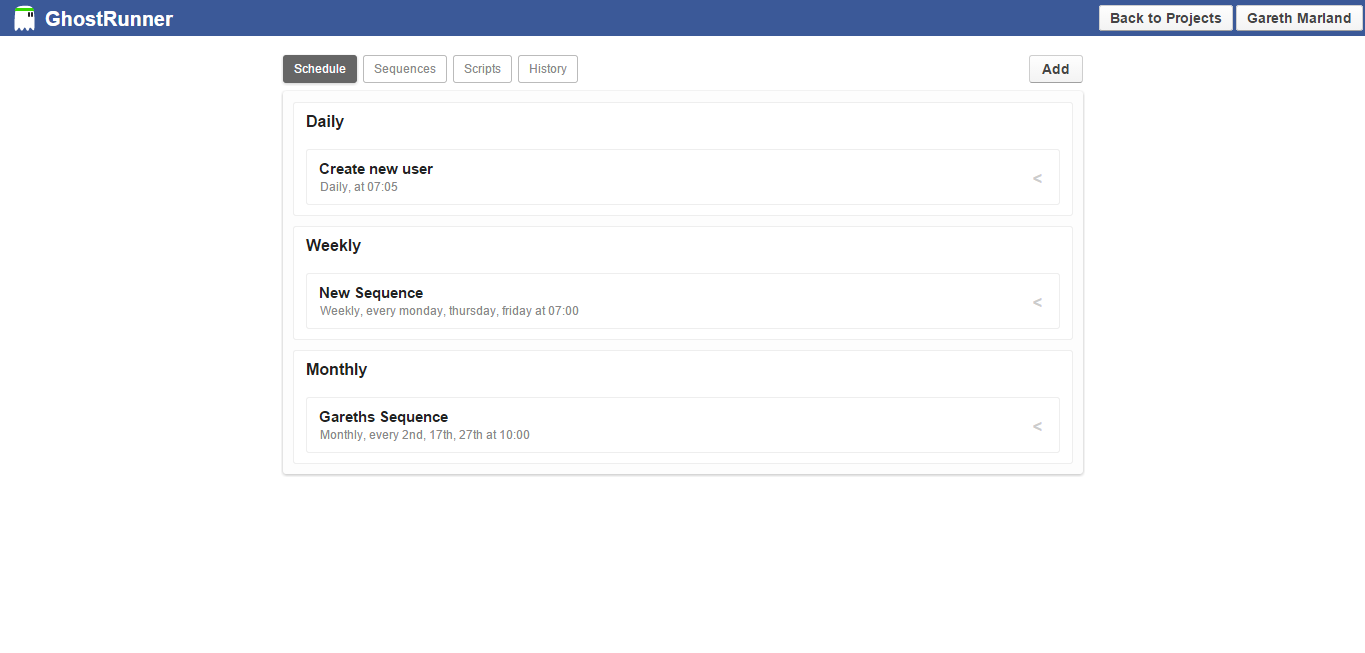 GhostRunner
Back to Projects
Gareth Marland
Schedule
Sequences
Scripts
History
Add
Daily
Create new user
Daily, at 07:05
<
Weekly
New Sequence
Weekly, every monday, thursday, friday at 07:00
<
Monthly
Gareths Sequence
Monthly, every 2nd, 17th, 27th at 10:00
<